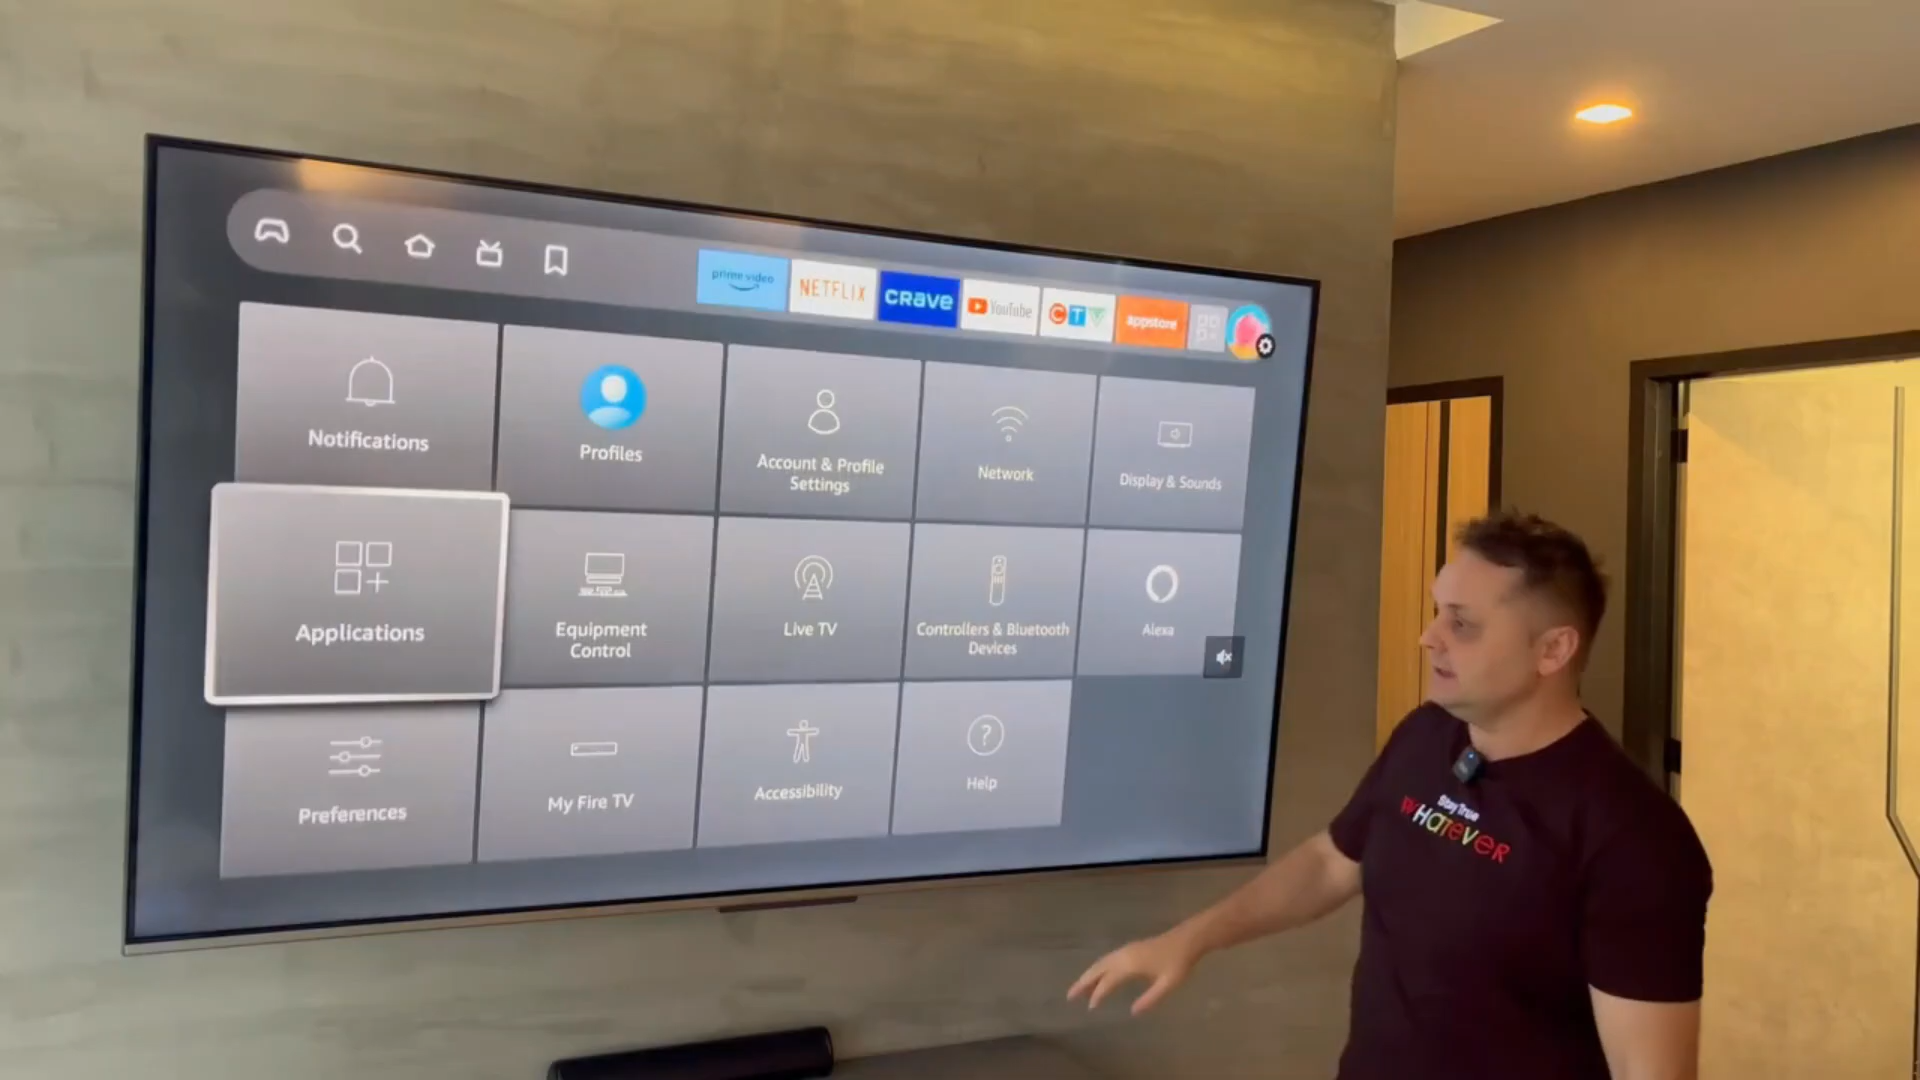 prime video
NETFLIX
CRAVE
YouTube
CTV
appstore
Notifications
Profiles
Account & Profile
Settings
Network
Display & Sounds
Applications
Equipment
Control
Live TV
Controllers & Bluetooth
Devices
Alexa
Preferences
My Fire TV
Accessibility
?
Help
Stay True
WHaTeVeR